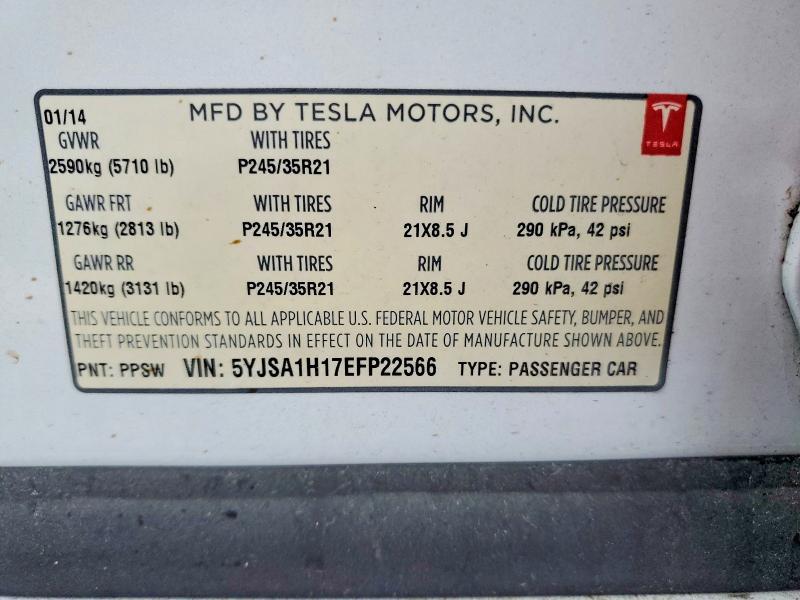 01/14 MFD BY TESLA MOTORS, INC.
TESLA
GVWR WITH TIRES
2590kg (5710 lb) P245/35R21
GAWR FRT WITH TIRES RIM COLD TIRE PRESSURE
1276kg (2813 lb) P245/35R21 21X8.5 J 290 kPa, 42 psi
GAWR RR WITH TIRES RIM COLD TIRE PRESSURE
1420kg (3131 lb) P245/35R21 21X8.5 J 290 kPa, 42 psi
THIS VEHICLE CONFORMS TO ALL APPLICABLE U.S. FEDERAL MOTOR VEHICLE SAFETY, BUMPER, AND
THEFT PREVENTION STANDARDS IN EFFECT ON THE DATE OF MANUFACTURE SHOWN ABOVE.
PNT: PPSW VIN: 5YJSA1H17EFP22566 TYPE: PASSENGER CAR